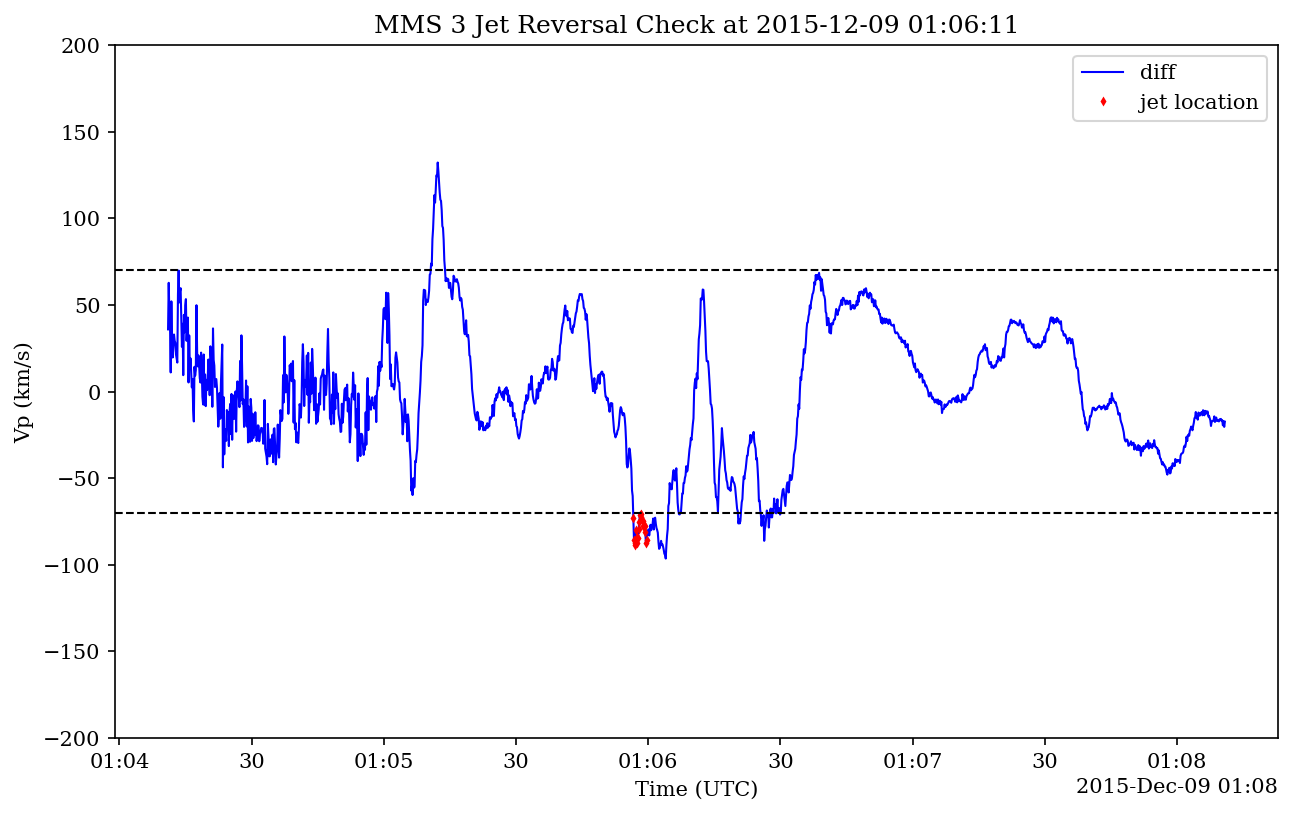 MMS 3 Jet Reversal Check at 2015-12-09 01:06:11
diff
jet location
200
150
100
50
0
−50
−100
−150
−200
Vp (km/s)
01:04 30 01:05 30 01:06 30 01:07 30 01:08
Time (UTC)
2015-Dec-09 01:08